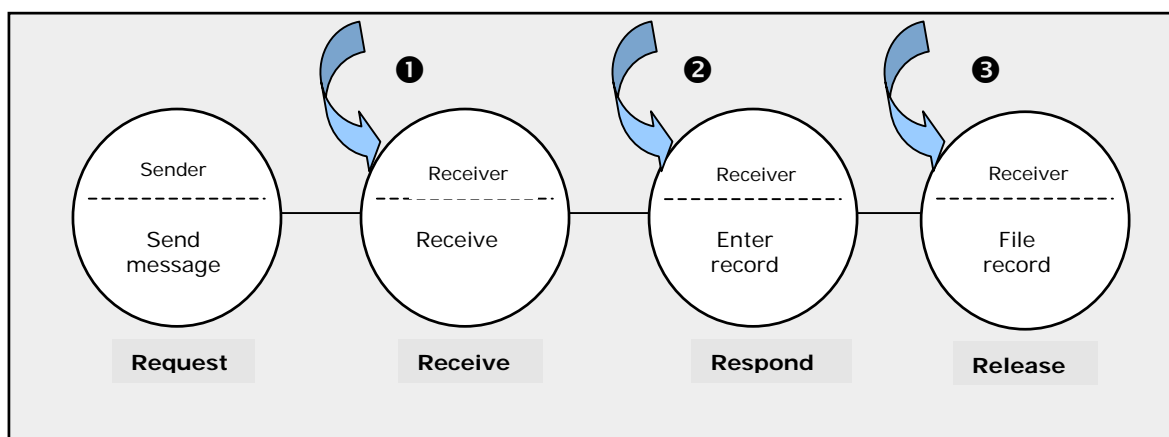 ❶ ❷ ❸
Sender Receiver Receiver Receiver
Send Receive Enter File
message record record
Request Receive Respond Release